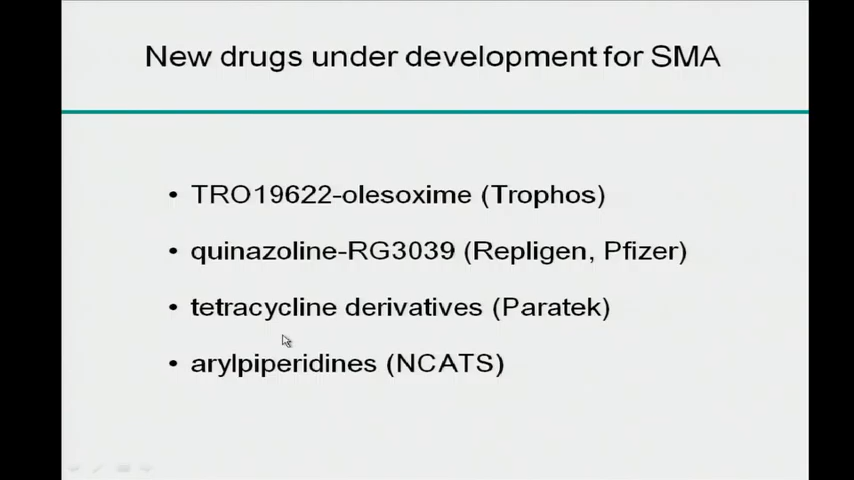 New drugs under development for SMA
• TRO19622-olesoxime (Trophos)
• quinazoline-RG3039 (Repligen, Pfizer)
• tetracycline derivatives (Paratek)
• arylpiperidines (NCATS)